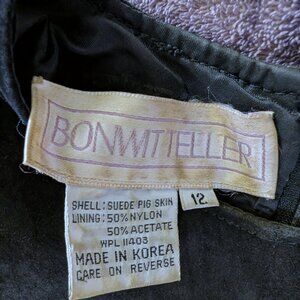 BONWIT TELLER
12
SHELL: SUEDE PIG SKIN
LINING: 50% NYLON
50% ACETATE
WPL 11403
MADE IN KOREA
CARE ON REVERSE